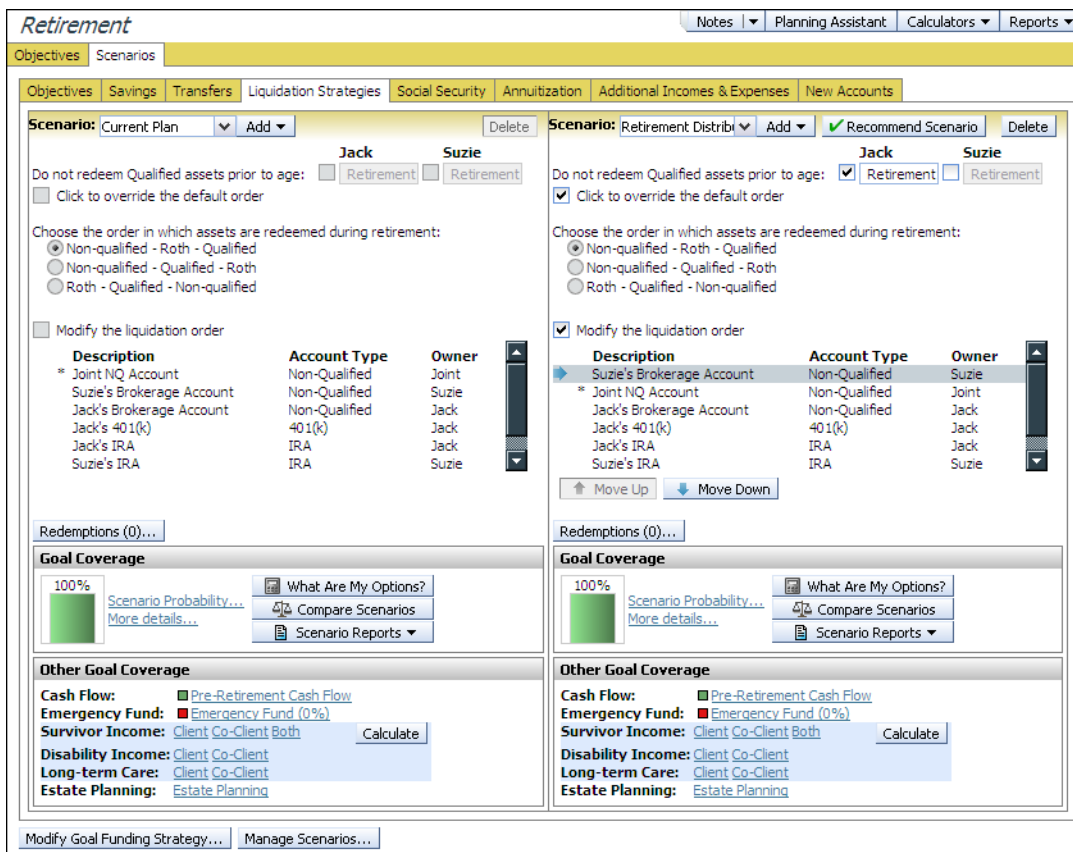 Retirement
Notes Planning Assistant Calculators Reports
Objectives Scenarios
Objectives Savings Transfers Liquidation Strategies Social Security Annuitization Additional Incomes & Expenses New Accounts
Scenario: Current Plan Add Delete
Jack Suzie
Do not redeem Qualified assets prior to age: Retirement Retirement
Click to override the default order
Choose the order in which assets are redeemed during retirement:
Non-qualified - Roth - Qualified
Non-qualified - Qualified - Roth
Roth - Qualified - Non-qualified
Modify the liquidation order
Description Account Type Owner
* Joint NQ Account Non-Qualified Joint
Suzie's Brokerage Account Non-Qualified Suzie
Jack's Brokerage Account Non-Qualified Jack
Jack's 401(k) 401(k) Jack
Jack's IRA IRA Jack
Suzie's IRA IRA Suzie
Redemptions (0)...
Goal Coverage
100%
Scenario Probability...
More details...
What Are My Options?
Compare Scenarios
Scenario Reports
Other Goal Coverage
Cash Flow: Pre-Retirement Cash Flow
Emergency Fund: Emergency Fund (0%)
Survivor Income: Client Co-Client Both Calculate
Disability Income: Client Co-Client
Long-term Care: Client Co-Client
Estate Planning: Estate Planning
Scenario: Retirement Distrib Add Recommend Scenario Delete
Jack Suzie
Do not redeem Qualified assets prior to age: Retirement Retirement
Click to override the default order
Choose the order in which assets are redeemed during retirement:
Non-qualified - Roth - Qualified
Non-qualified - Qualified - Roth
Roth - Qualified - Non-qualified
Modify the liquidation order
Description Account Type Owner
Suzie's Brokerage Account Non-Qualified Suzie
* Joint NQ Account Non-Qualified Joint
Jack's Brokerage Account Non-Qualified Jack
Jack's 401(k) 401(k) Jack
Jack's IRA IRA Jack
Suzie's IRA IRA Suzie
Move Up Move Down
Redemptions (0)...
Goal Coverage
100%
Scenario Probability...
More details...
What Are My Options?
Compare Scenarios
Scenario Reports
Other Goal Coverage
Cash Flow: Pre-Retirement Cash Flow
Emergency Fund: Emergency Fund (0%)
Survivor Income: Client Co-Client Both Calculate
Disability Income: Client Co-Client
Long-term Care: Client Co-Client
Estate Planning: Estate Planning
Modify Goal Funding Strategy... Manage Scenarios...